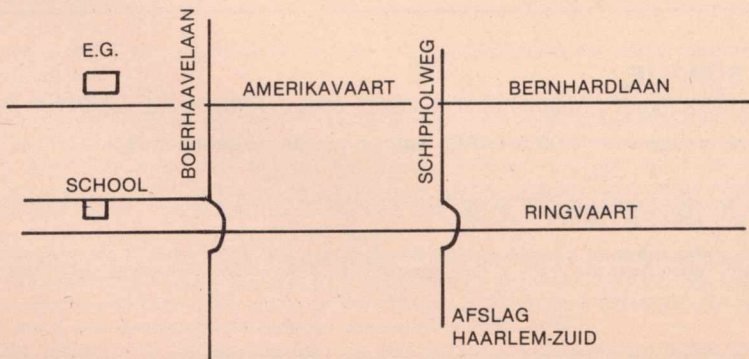 E.G.
BOERHAAVELAAN
AMERIKAVAART
SCHIPHOLWEG
BERNHARDLAAN
SCHOOL
RINGVAART
AFSLAG
HAARLEM-ZUID